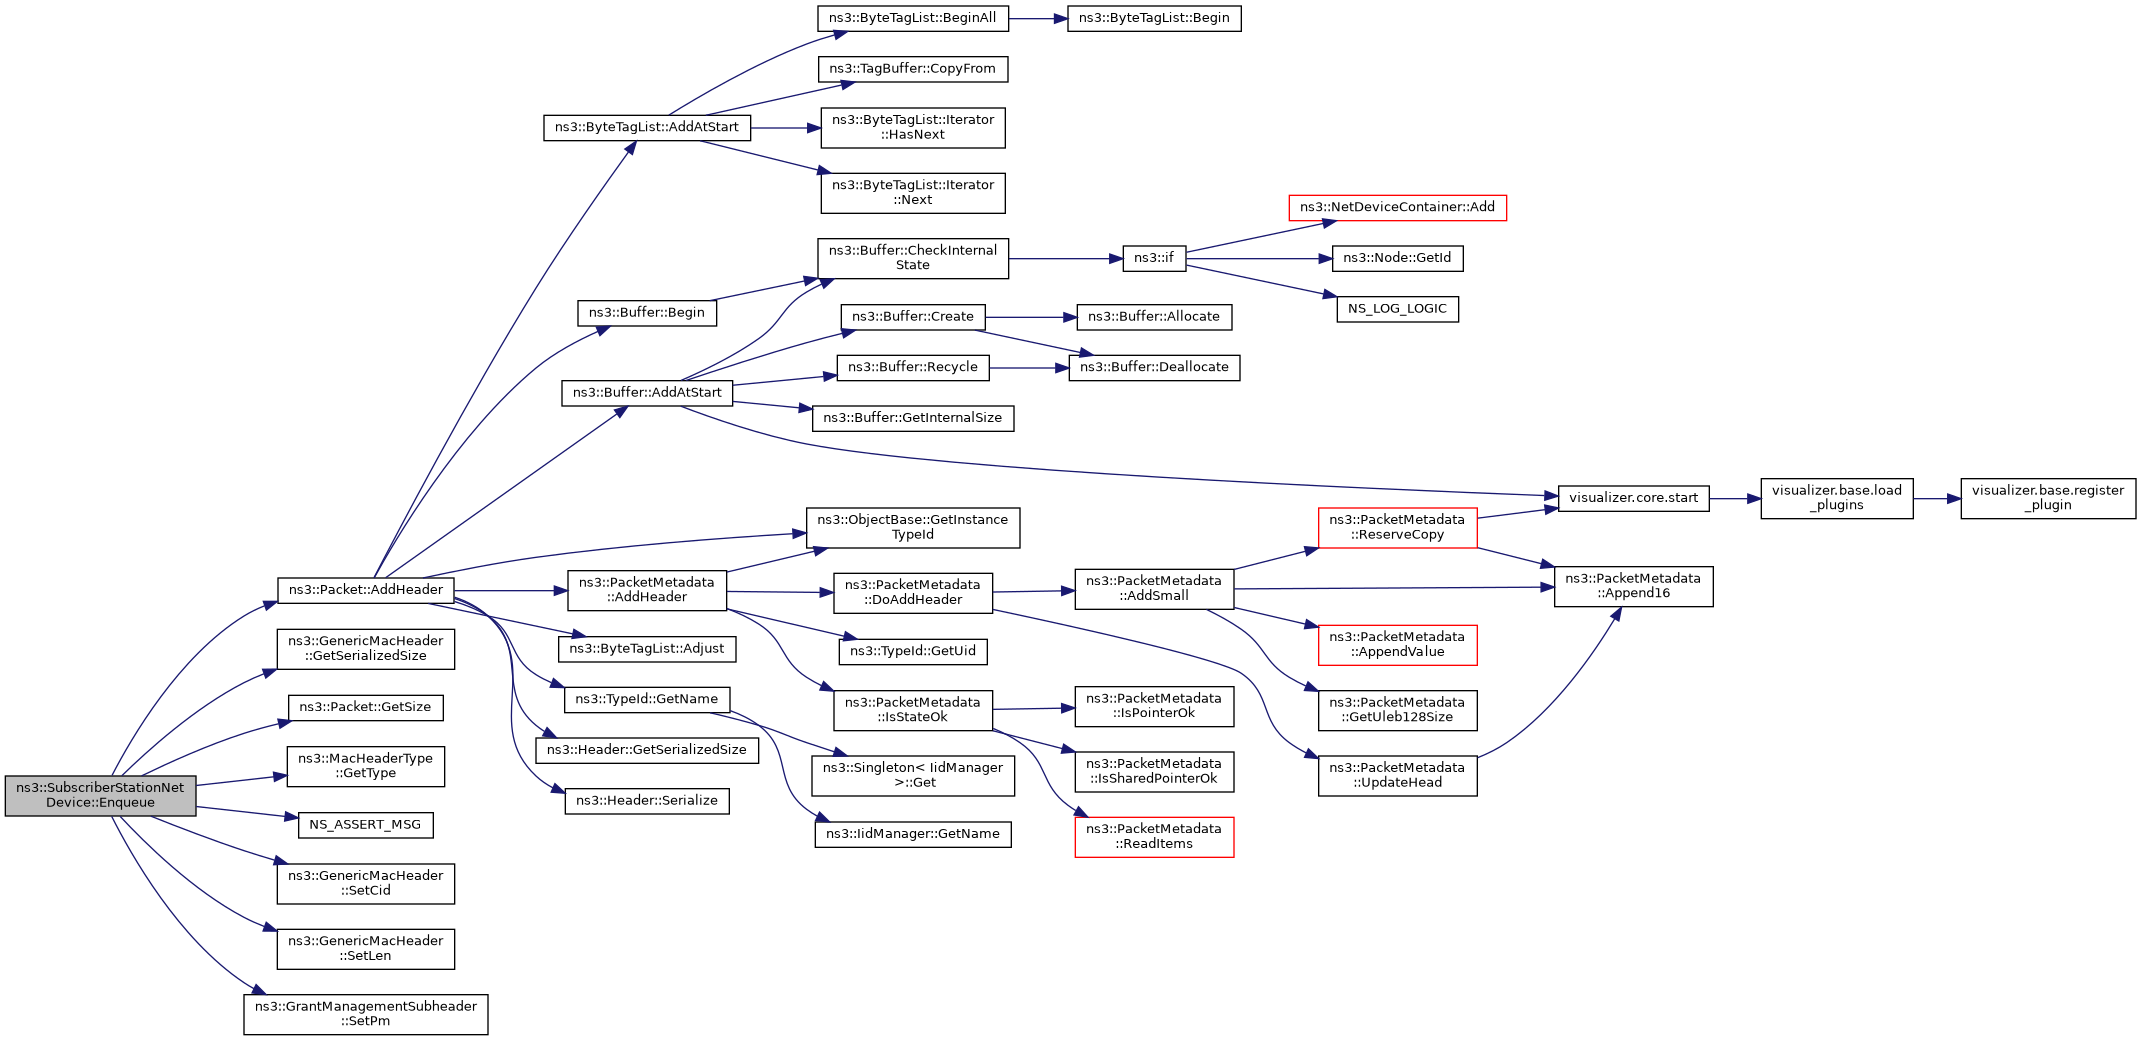 ns3::ByteTagList::BeginAll
ns3::ByteTagList::Begin
ns3::TagBuffer::CopyFrom
ns3::ByteTagList::AddAtStart
ns3::ByteTagList::Iterator
::HasNext
ns3::ByteTagList::Iterator
::Next
ns3::NetDeviceContainer::Add
ns3::Buffer::CheckInternal
State
ns3::if
ns3::Node::GetId
NS_LOG_LOGIC
ns3::Buffer::Begin
ns3::Buffer::Create
ns3::Buffer::Allocate
ns3::Buffer::Recycle
ns3::Buffer::Deallocate
ns3::Buffer::AddAtStart
ns3::Buffer::GetInternalSize
visualizer.core.start
visualizer.base.load
_plugins
visualizer.base.register
_plugin
ns3::ObjectBase::GetInstance
TypeId
ns3::PacketMetadata
::ReserveCopy
ns3::Packet::AddHeader
ns3::PacketMetadata
::AddHeader
ns3::PacketMetadata
::DoAddHeader
ns3::PacketMetadata
::AddSmall
ns3::PacketMetadata
::Append16
ns3::GenericMacHeader
::GetSerializedSize
ns3::ByteTagList::Adjust
ns3::TypeId::GetUid
ns3::PacketMetadata
::AppendValue
ns3::Packet::GetSize
ns3::TypeId::GetName
ns3::PacketMetadata
::IsStateOk
ns3::PacketMetadata
::IsPointerOk
ns3::PacketMetadata
::GetUleb128Size
ns3::MacHeaderType
::GetType
ns3::Header::GetSerializedSize
ns3::Singleton< IidManager
>::Get
ns3::PacketMetadata
::IsSharedPointerOk
ns3::PacketMetadata
::UpdateHead
ns3::SubscriberStationNet
Device::Enqueue
ns3::Header::Serialize
NS_ASSERT_MSG
ns3::IidManager::GetName
ns3::PacketMetadata
::ReadItems
ns3::GenericMacHeader
::SetCid
ns3::GenericMacHeader
::SetLen
ns3::GrantManagementSubheader
::SetPm